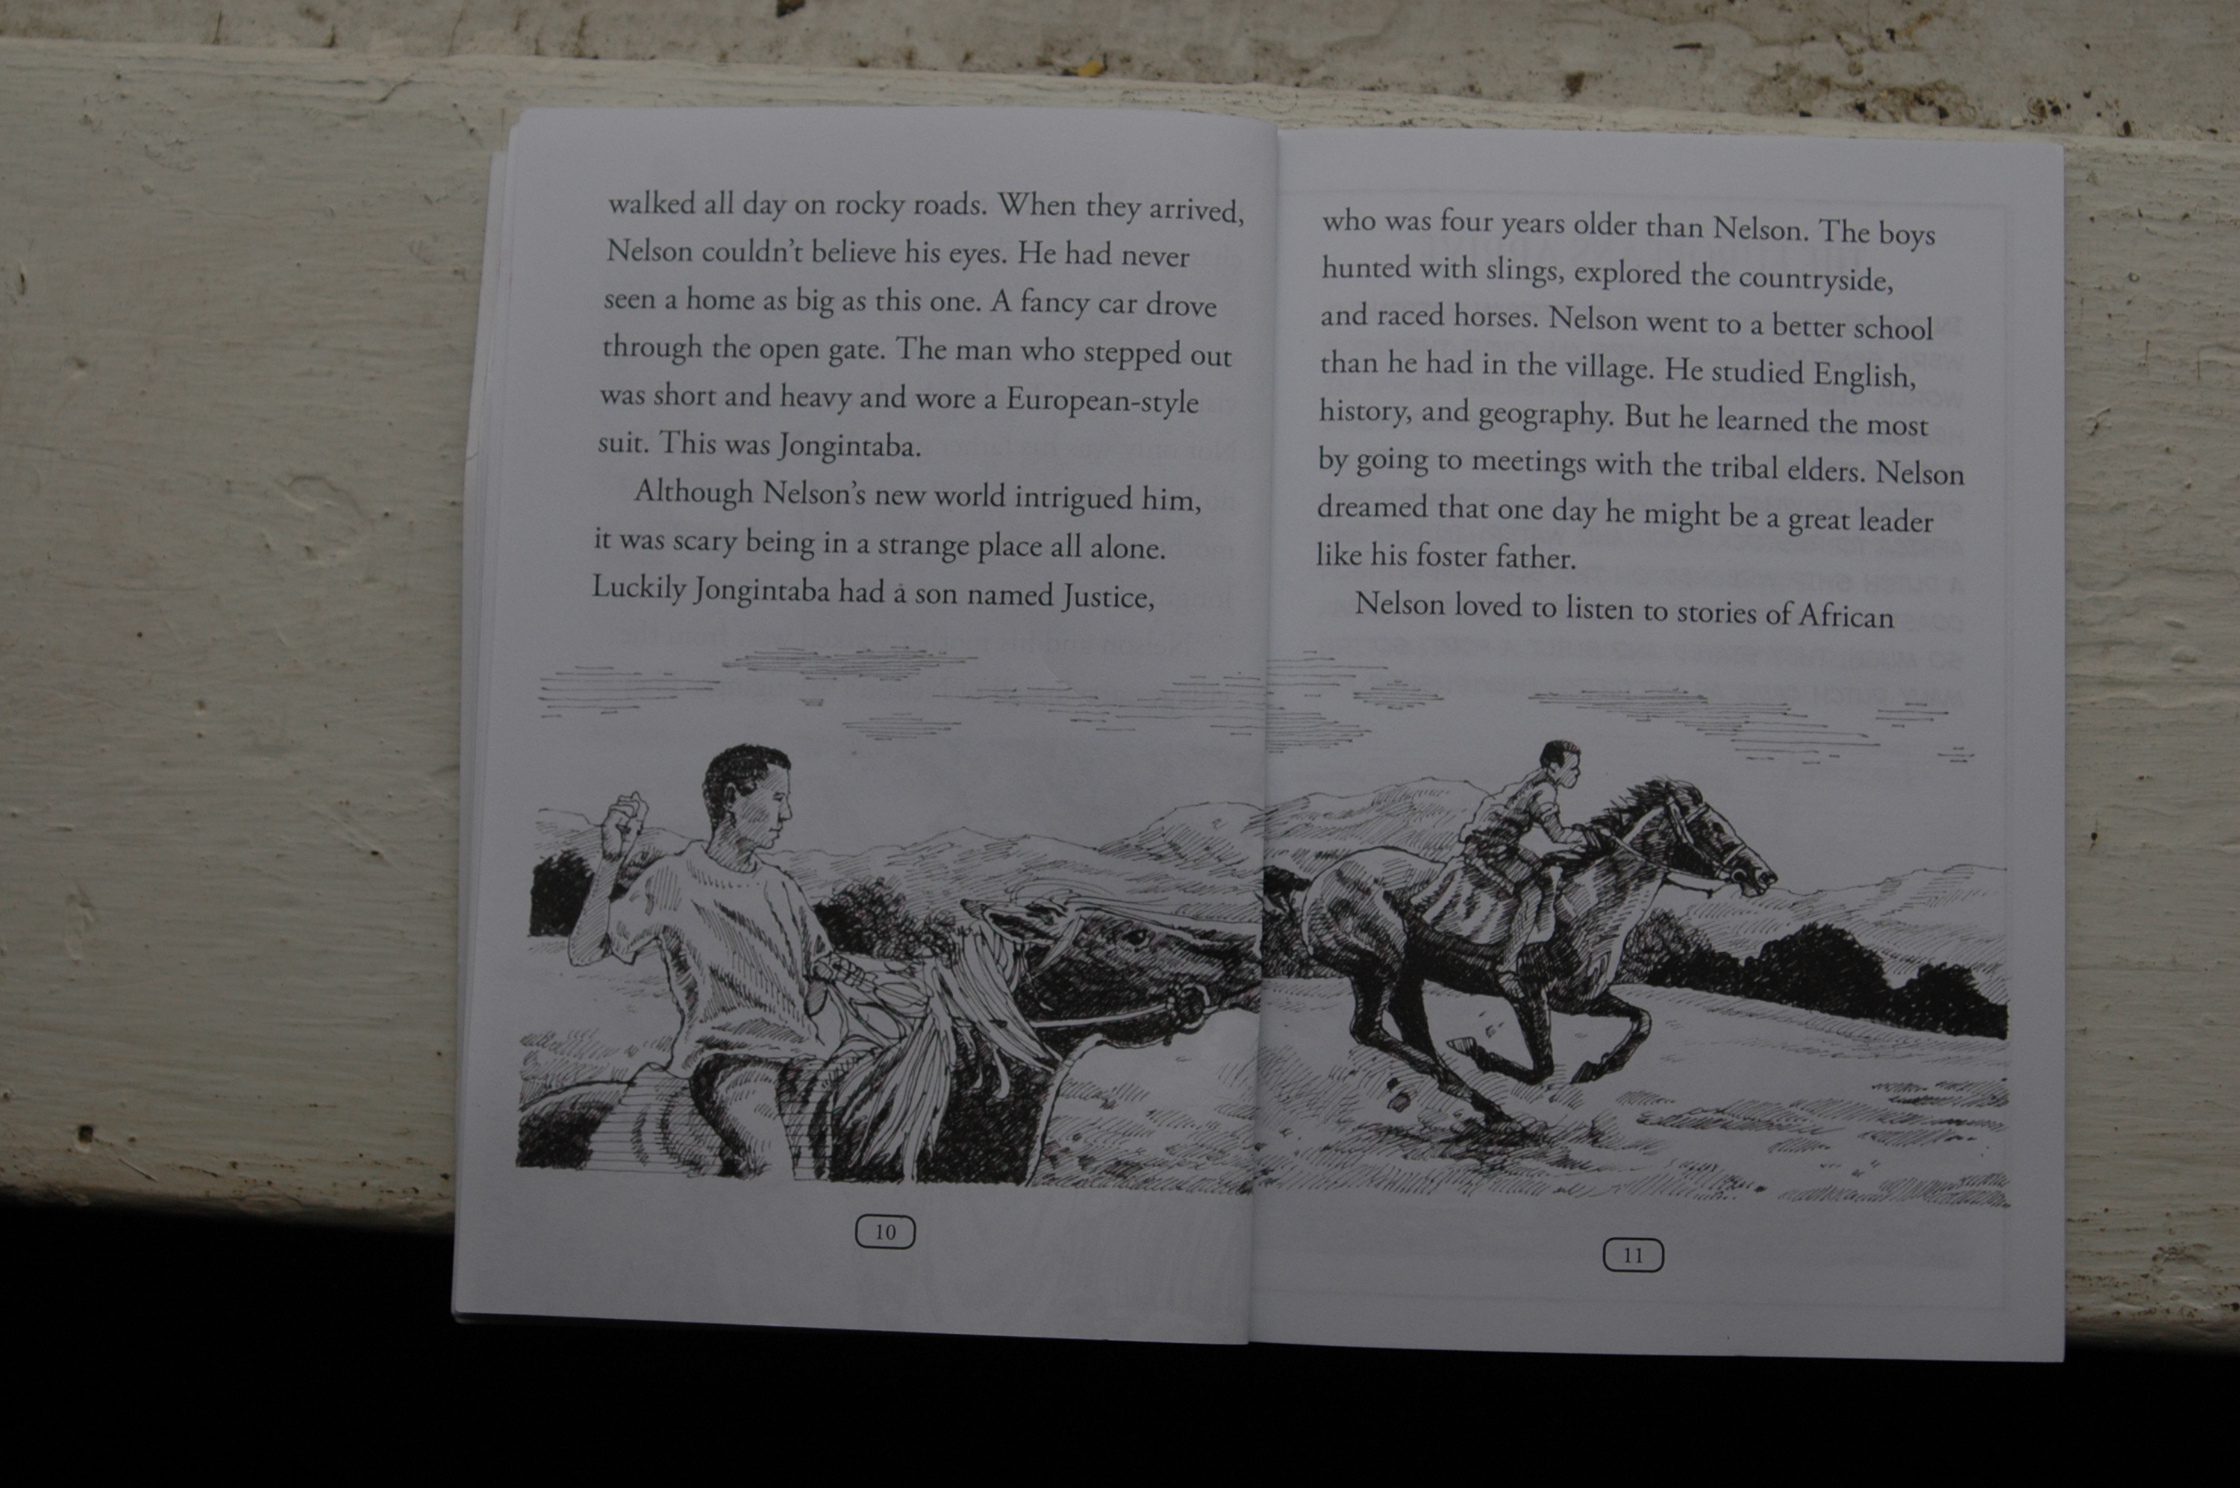 walked all day on rocky roads. When they arrived,
Nelson couldn't believe his eyes. He had never
seen a home as big as this one. A fancy car drove
through the open gate. The man who stepped out
was short and heavy and wore a European-style
suit. This was Jongintaba.
Although Nelson's new world intrigued him,
it was scary being in a strange place all alone.
Luckily Jongintaba had a son named Justice,
10
who was four years older than Nelson. The boys
hunted with slings, explored the countryside,
and raced horses. Nelson went to a better school
than he had in the village. He studied English,
history, and geography. But he learned the most
by going to meetings with the tribal elders. Nelson
dreamed that one day he might be a great leader
like his foster father.
Nelson loved to listen to stories of African
11